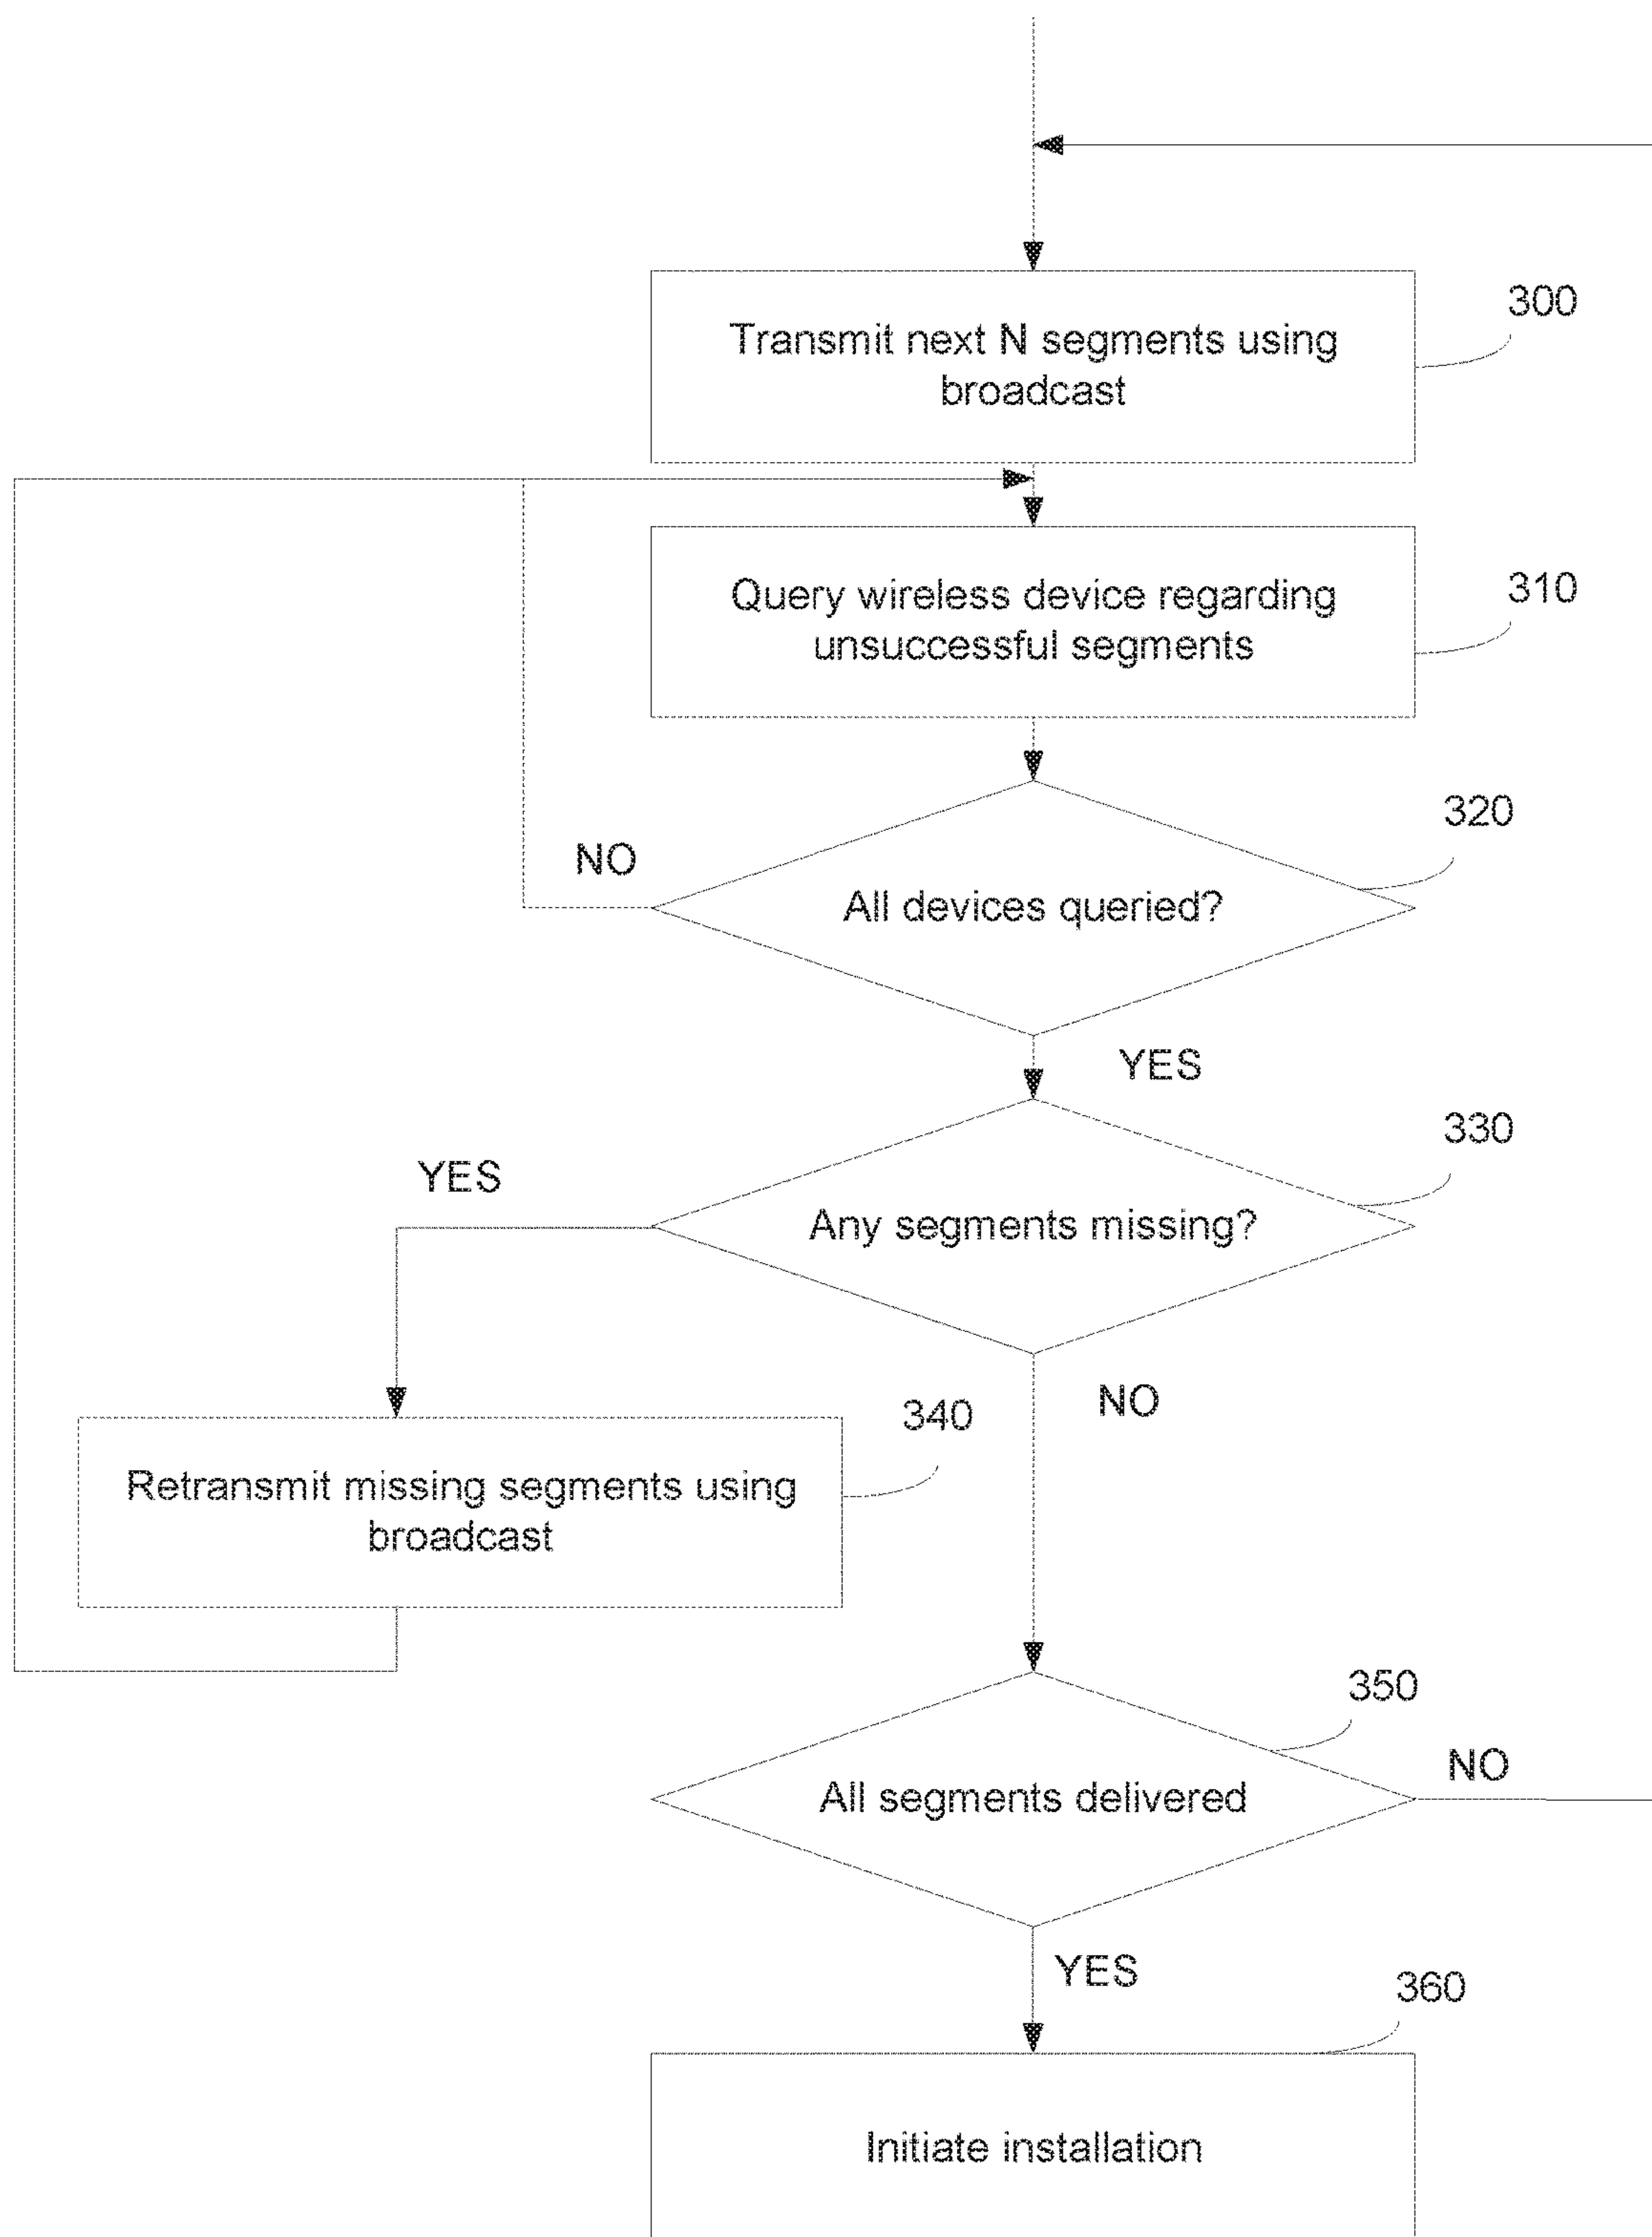 300
Transmit next N segments using
broadcast
310
Query wireless device regarding
unsuccessful segments
320
NO
All devices queried?
YES
330
YES
Any segments missing?
NO
340
Retransmit missing segments using
broadcast
350
NO
All segments delivered
YES
360
Initiate installation